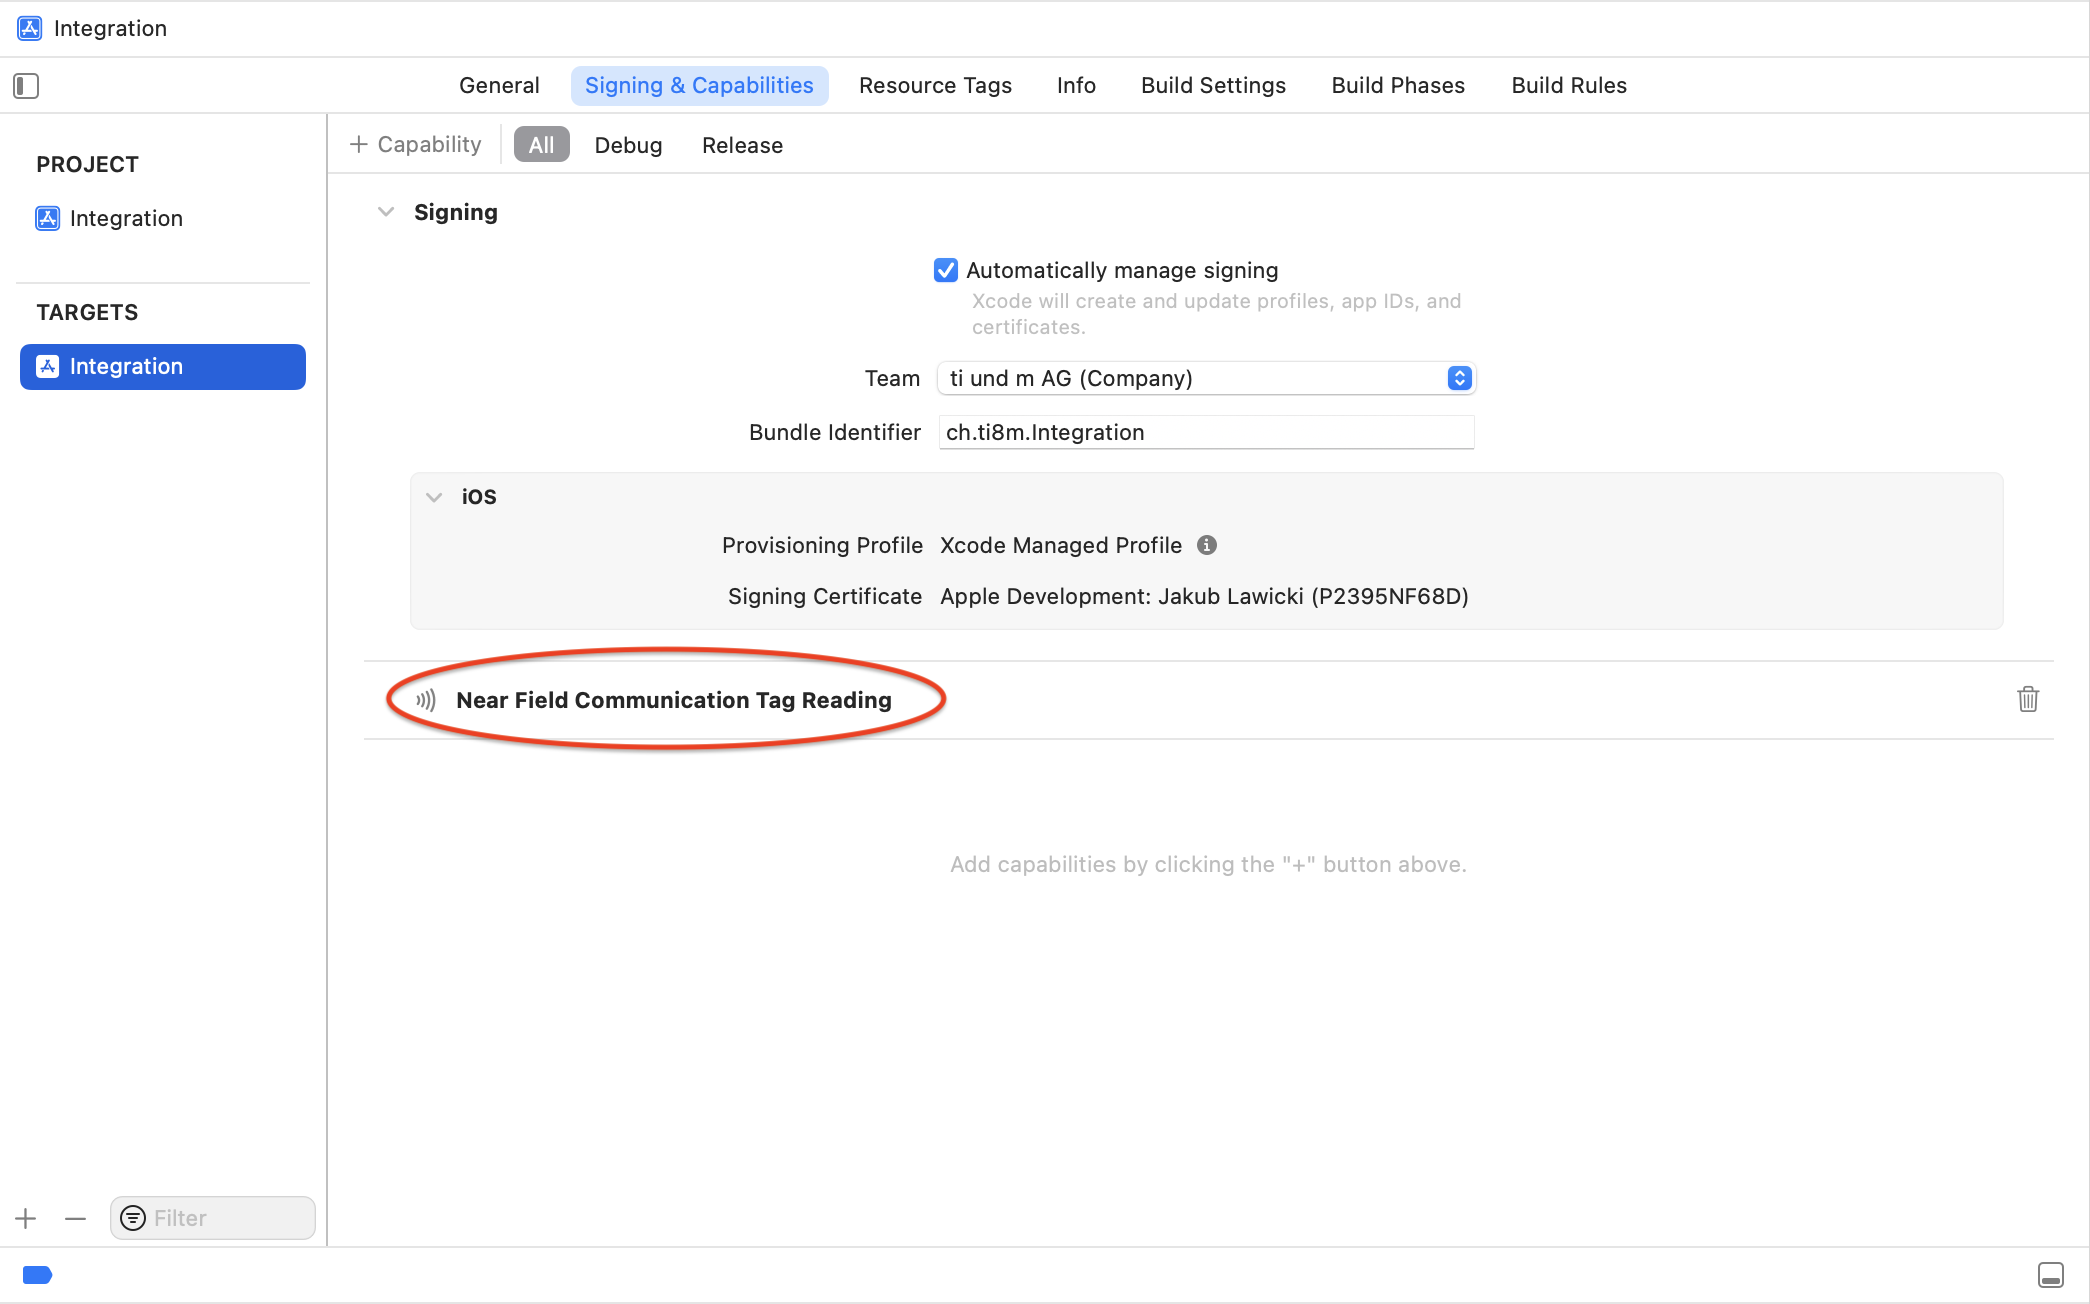 Integration
General Signing & Capabilities Resource Tags Info Build Settings Build Phases Build Rules
PROJECT
Integration
TARGETS
Integration
+ Capability All Debug Release
Signing
Automatically manage signing
Xcode will create and update profiles, app IDs, and
certificates.
Team ti und m AG (Company)
Bundle Identifier ch.ti8m.Integration
iOS
Provisioning Profile Xcode Managed Profile
Signing Certificate Apple Development: Jakub Lawicki (P2395NF68D)
Near Field Communication Tag Reading
Add capabilities by clicking the "+" button above.
Filter